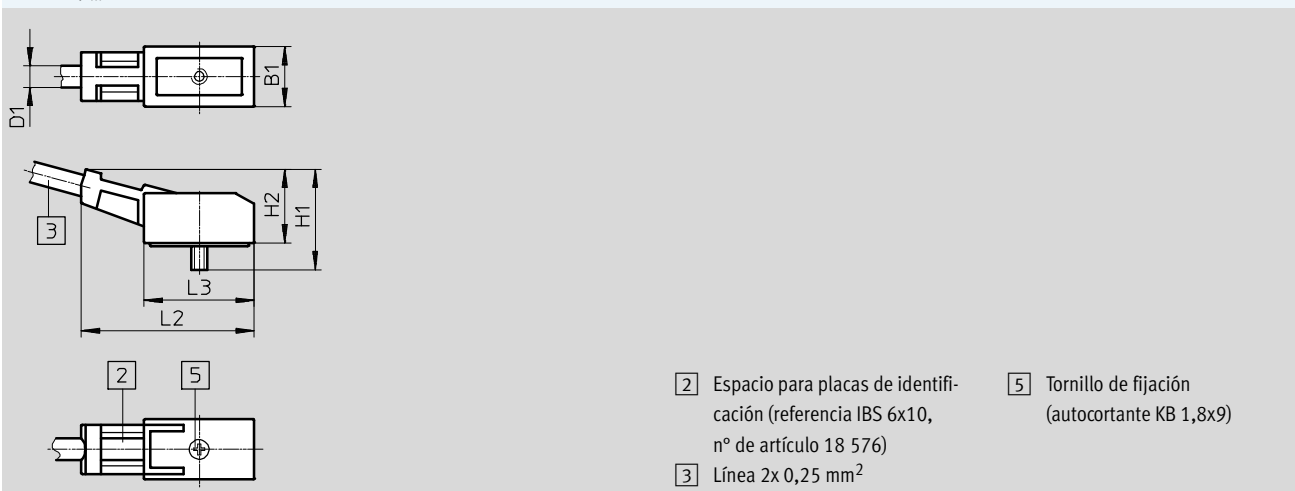 D1
B1
H2
H1
3
L3
L2
2
5
2 Espacio para placas de identifi-
cación (referencia IBS 6x10,
n° de artículo 18 576)
3 Línea 2x 0,25 mm²
5 Tornillo de fijación
(autocortante KB 1,8x9)